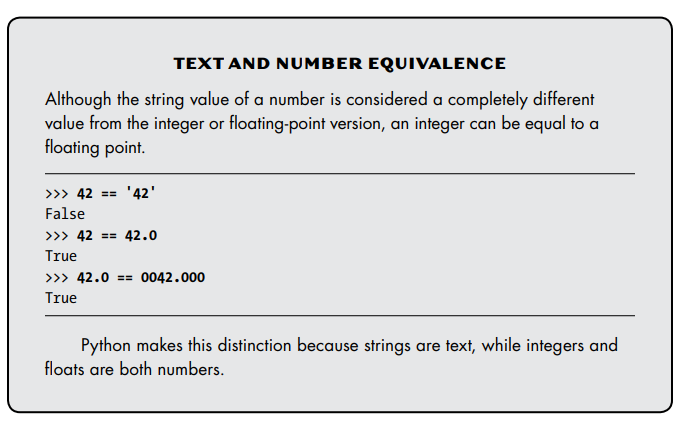 TEXT AND NUMBER EQUIVALENCE
Although the string value of a number is considered a completely different
value from the integer or floating-point version, an integer can be equal to a
floating point.
>>> 42 == '42'
False
>>> 42 == 42.0
True
>>> 42.0 == 0042.000
True
Python makes this distinction because strings are text, while integers and
floats are both numbers.